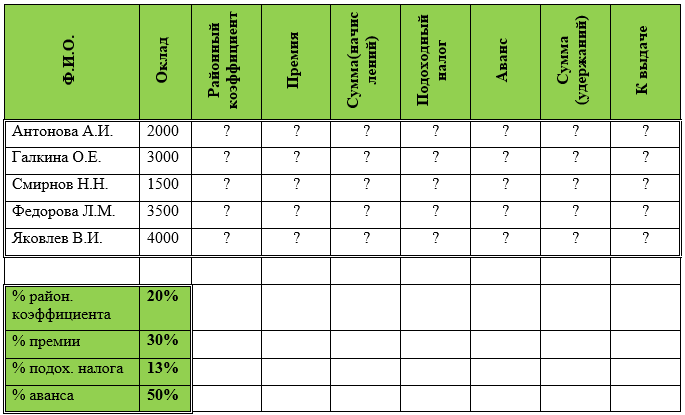 Ф.И.О. Оклад Районный коэффициент Премия Сумма(начис лений) Подоходный налог Аванс Сумма (удержаний) К выдаче
Антонова А.И. 2000 ? ? ? ? ? ? ?
Галкина О.Е. 3000 ? ? ? ? ? ? ?
Смирнов Н.Н. 1500 ? ? ? ? ? ? ?
Федорова Л.М. 3500 ? ? ? ? ? ? ?
Яковлев В.И. 4000 ? ? ? ? ? ? ?
% район. 20%
коэффициента
% премии 30%
% подох. налога 13%
% аванса 50%